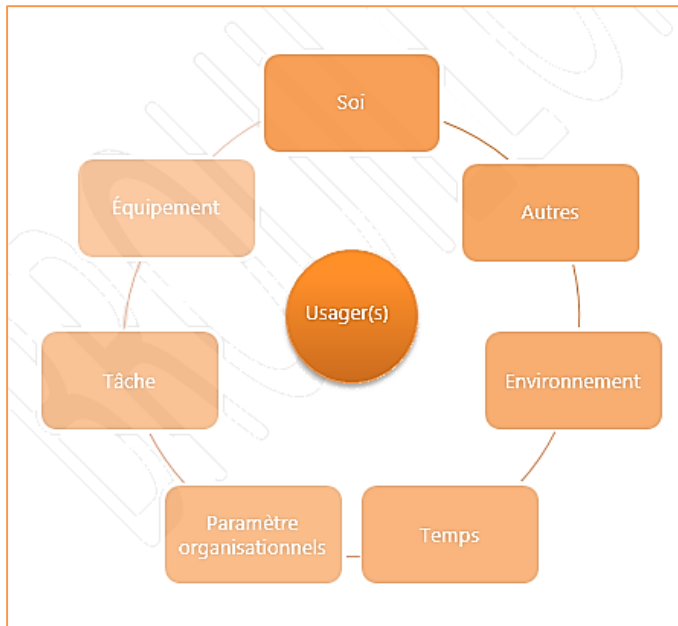 Soi
Autres
Environnement
Temps
Paramètre
organisationnels
Tâche
Équipement
Usager(s)